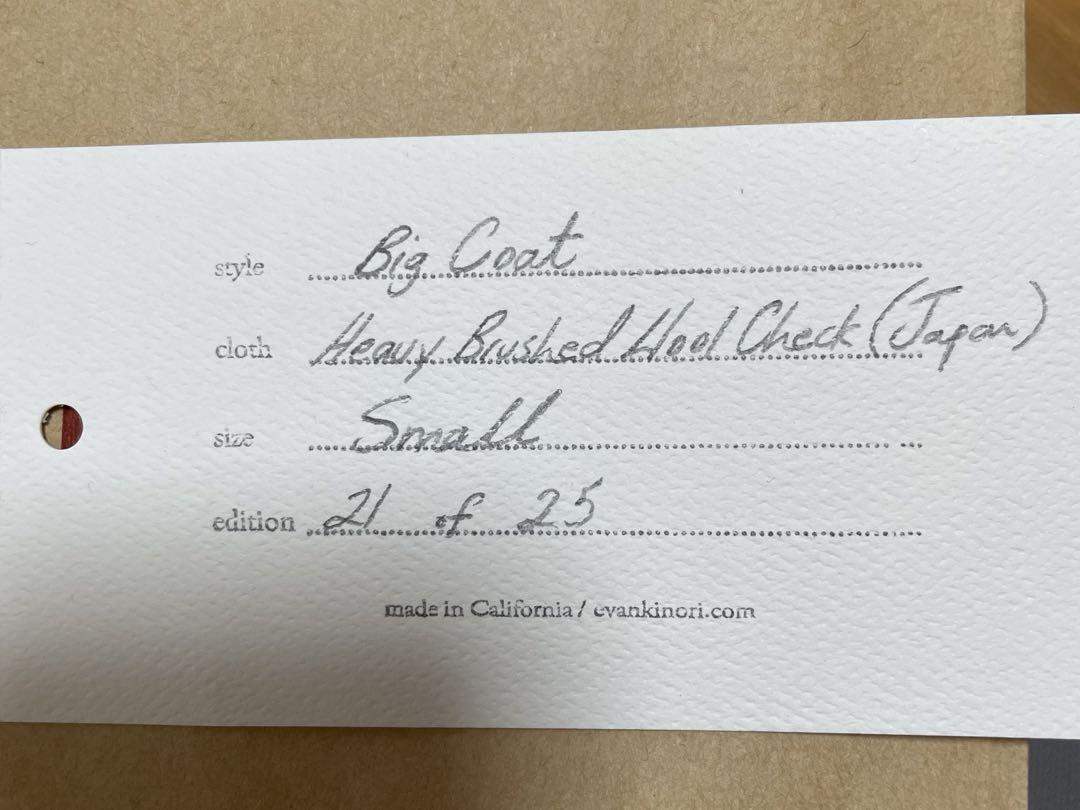 style Big Coat
cloth Heavy Brushed Wool Check (Japan)
size Small
edition 21 of 25
made in California / evankinori.com